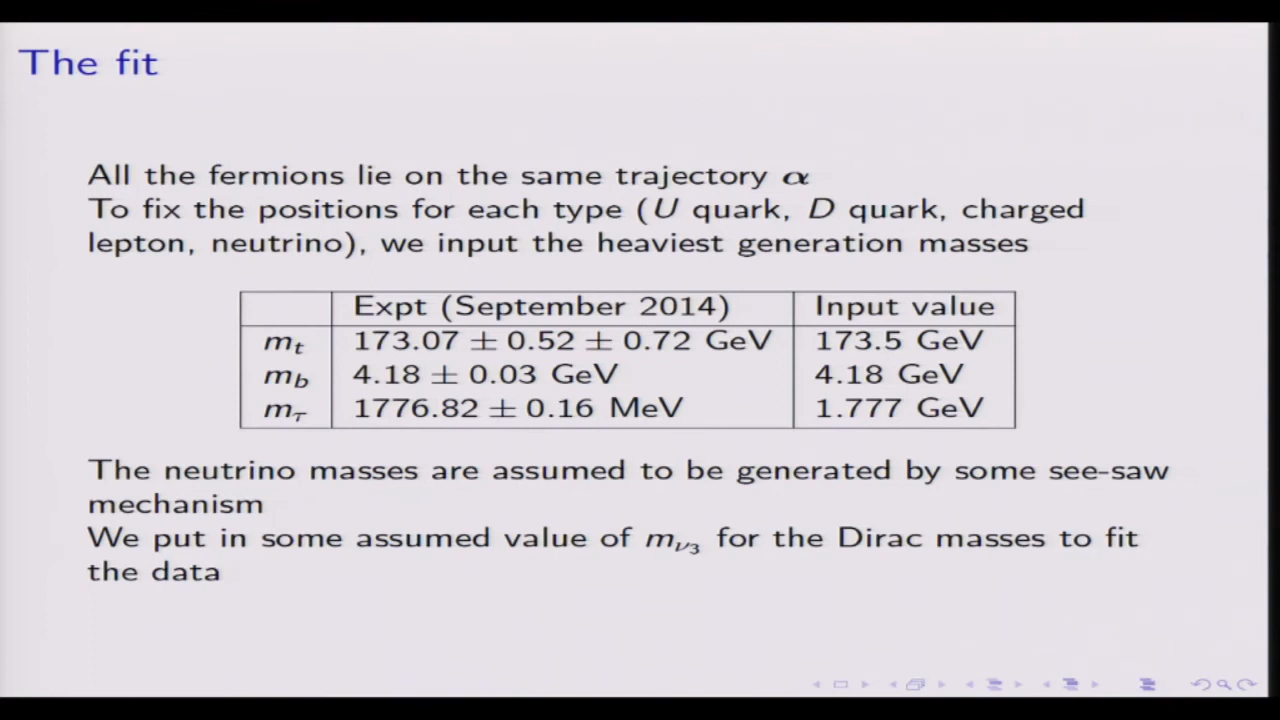 The fit
All the fermions lie on the same trajectory α
To fix the positions for each type (U quark, D quark, charged
lepton, neutrino), we input the heaviest generation masses
Expt (September 2014) Input value
m_t 173.07 ± 0.52 ± 0.72 GeV 173.5 GeV
m_b 4.18 ± 0.03 GeV 4.18 GeV
m_τ 1776.82 ± 0.16 MeV 1.777 GeV
The neutrino masses are assumed to be generated by some see-saw
mechanism
We put in some assumed value of m_ν₃ for the Dirac masses to fit
the data